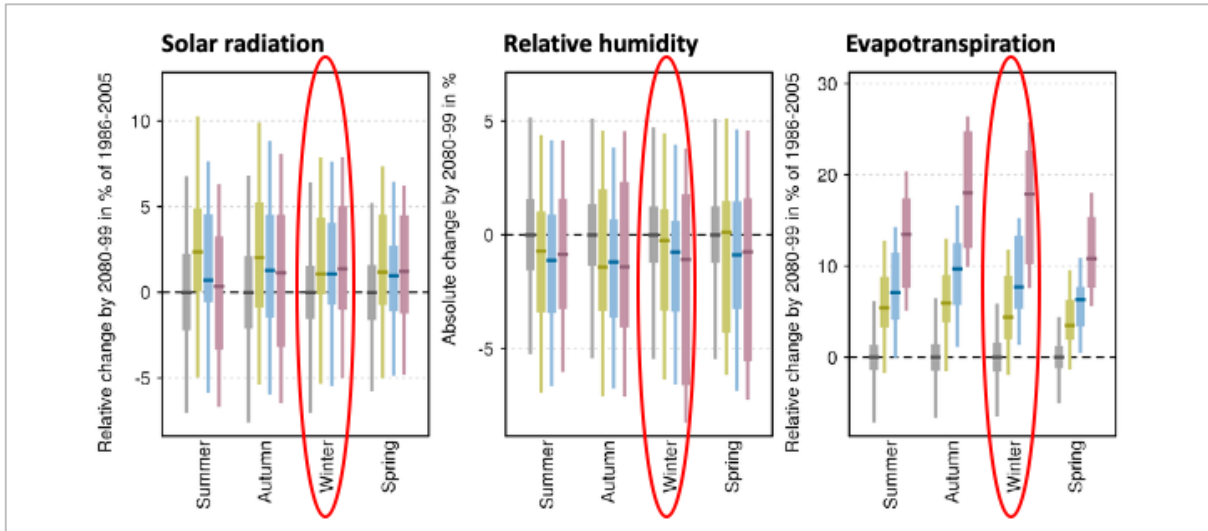 Solar radiation
Relative change by 2080-99 in % of 1986-2005
10
5
0
-5
Summer
Autumn
Winter
Spring
Relative humidity
Absolute change by 2080-99 in %
5
0
-5
Summer
Autumn
Winter
Spring
Evapotranspiration
Relative change by 2080-99 in % of 1986-2005
30
20
10
0
Summer
Autumn
Winter
Spring